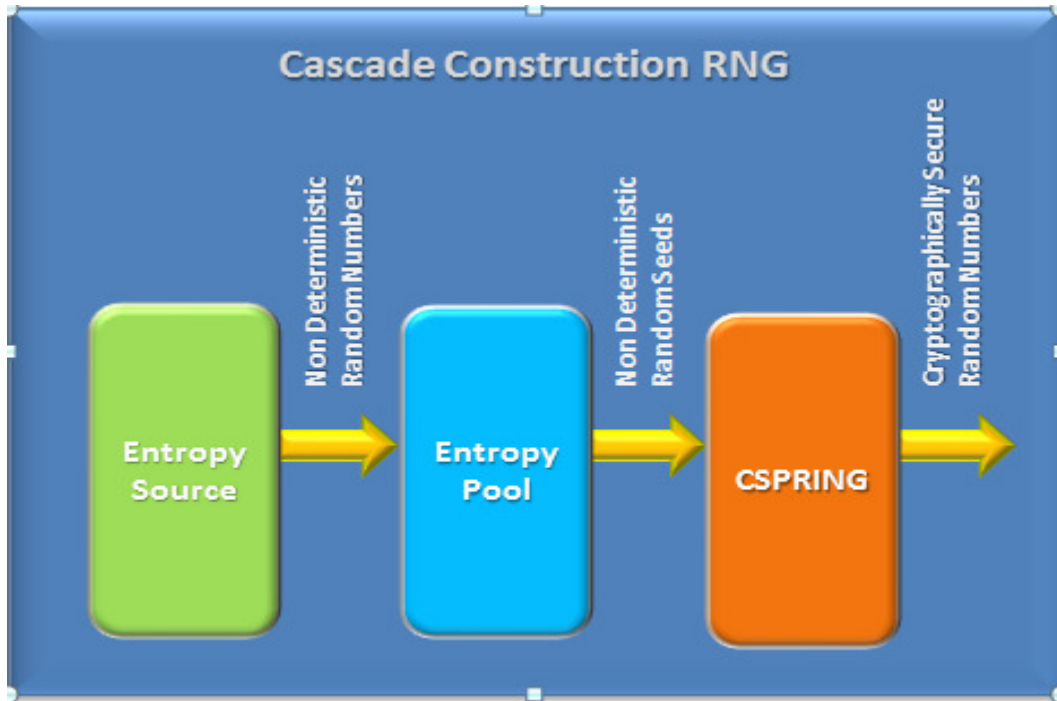 Cascade Construction RNG
Non Deterministic
Random Numbers
Non Deterministic
Random Seeds
Cryptographically Secure
Random Numbers
Entropy
Source
Entropy
Pool
CSPRING